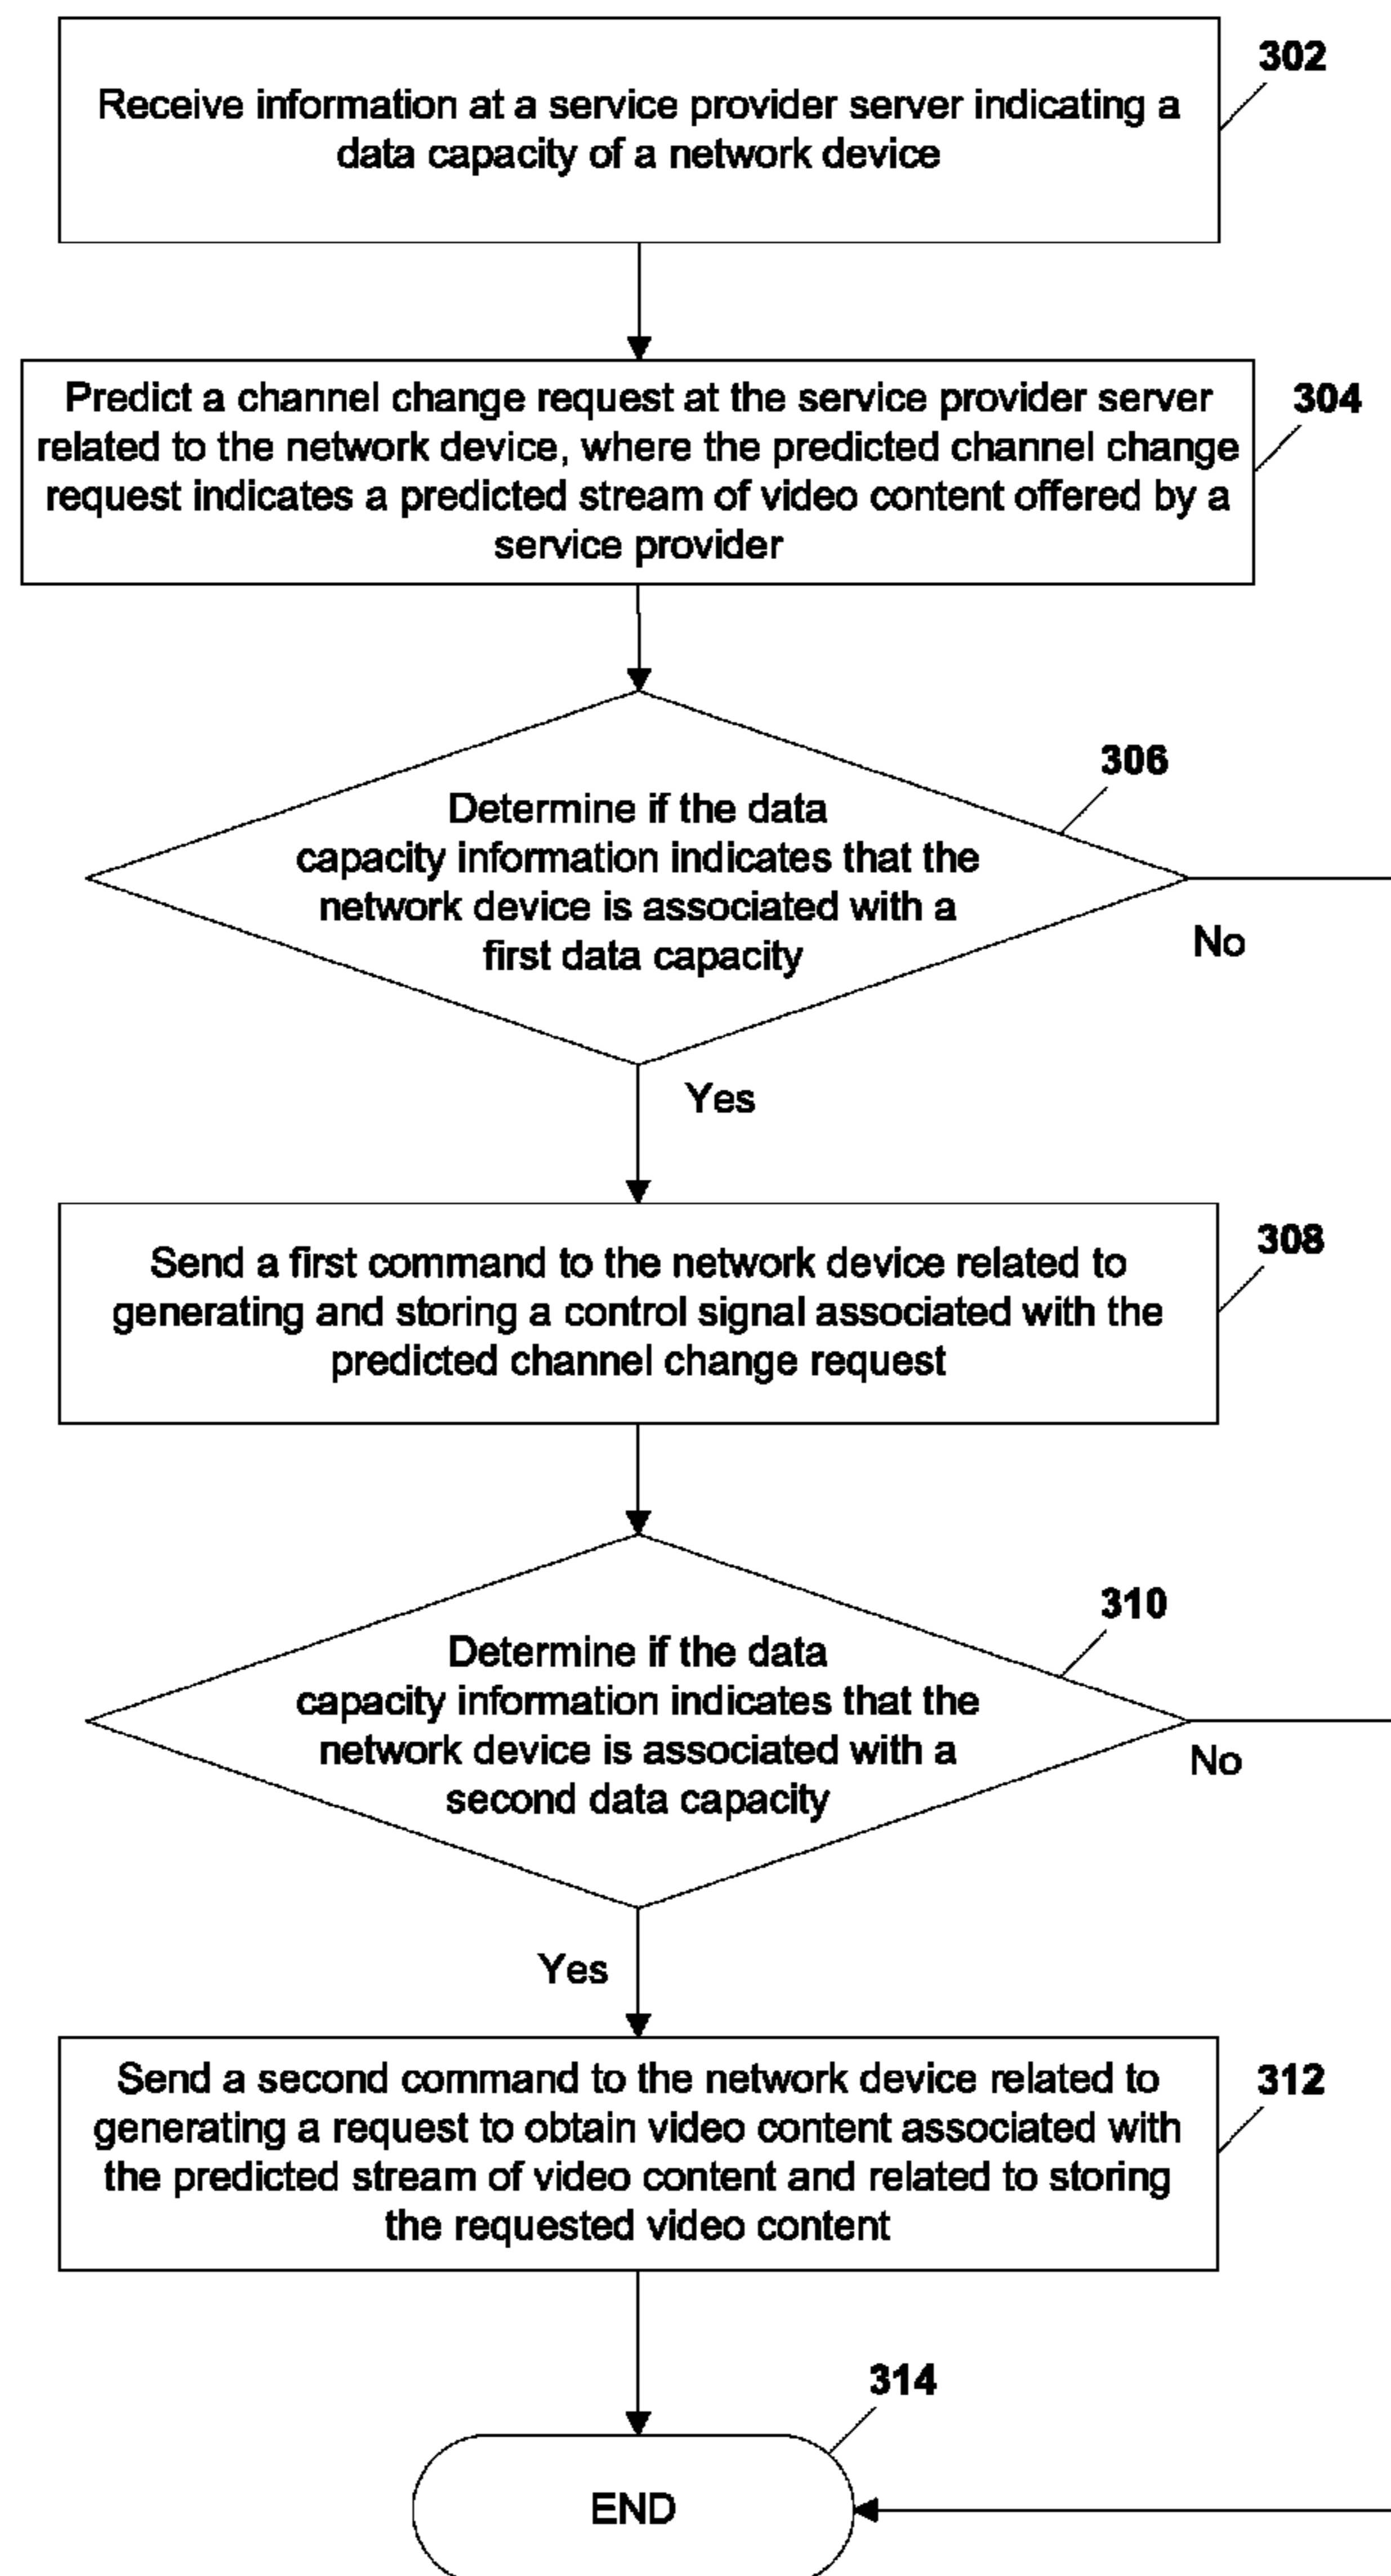 302
Receive information at a service provider server indicating a
data capacity of a network device
304
Predict a channel change request at the service provider server
related to the network device, where the predicted channel change
request indicates a predicted stream of video content offered by a
service provider
306
Determine if the data
capacity information indicates that the
network device is associated with a
first data capacity
No
Yes
308
Send a first command to the network device related to
generating and storing a control signal associated with the
predicted channel change request
310
Determine if the data
capacity information indicates that the
network device is associated with a
second data capacity
No
Yes
312
Send a second command to the network device related to
generating a request to obtain video content associated with
the predicted stream of video content and related to storing
the requested video content
314
END